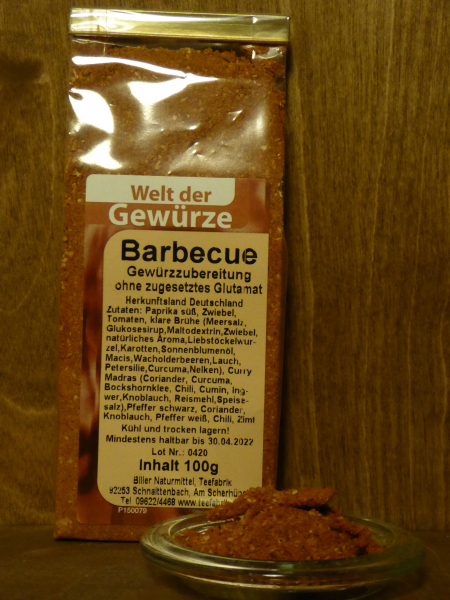 Welt der
Gewürze
Barbecue
Gewürzzubereitung
ohne zugesetztes Glutamat
Herkunftsland Deutschland
Zutaten: Paprika süß, Zwiebel,
Tomaten, klare Brühe (Meersalz,
Glukosesirup,Maltodextrin,Zwiebel,
natürliches Aroma,Liebstöckelwur-
zel,Karotten,Sonnenblumenöl,
Macis,Wacholderbeeren,Lauch,
Petersilie,Curcuma,Nelken), Curry
Madras (Coriander, Curcuma,
Bockshornklee, Chili, Cumin, Ing-
wer,Knoblauch, Reismehl,Speise-
salz),Pfeffer schwarz, Coriander,
Knoblauch, Pfeffer weiß, Chili, Zimt
Kühl und trocken lagern!
Mindestens haltbar bis 30.04.2022
Lot Nr.: 0420
Inhalt 100g
Biller Naturmittel, Teefabrik
92253 Schnaittenbach, Am
Tel 09622/4468
P150079